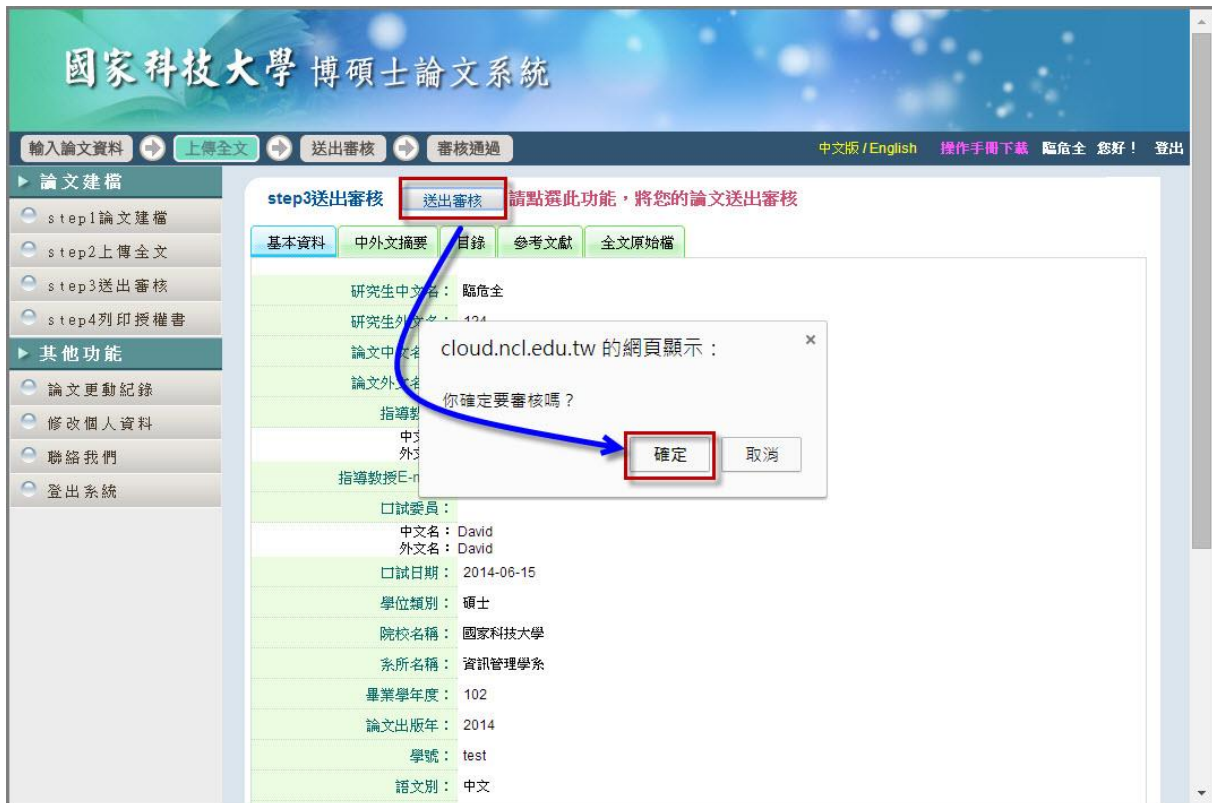 國家科技大學 博碩士論文系統
輸入論文資料 上傳全文 送出審核 審核通過
中文版 / English 操作手冊下載 臨危全 您好! 登出
論文建檔
step1論文建檔
step2上傳全文
step3送出審核
step4列印授權書
其他功能
論文更動紀錄
修改個人資料
聯絡我們
登出系統
step3送出審核 送出審核 請點選此功能,將您的論文送出審核
基本資料 中外文摘要 目錄 參考文獻 全文原始檔
研究生中文名: 臨危全
研究生外文名: 124
論文中文名
論文外文名
指導教
中文
外文
指導教授E-m
cloud.ncl.edu.tw 的網頁顯示:
×
你確定要審核嗎?
確定 取消
口試委員:
中文名: David
外文名: David
口試日期: 2014-06-15
學位類別: 碩士
院校名稱: 國家科技大學
系所名稱: 資訊管理學系
畢業學年度: 102
論文出版年: 2014
學號: test
語文別: 中文